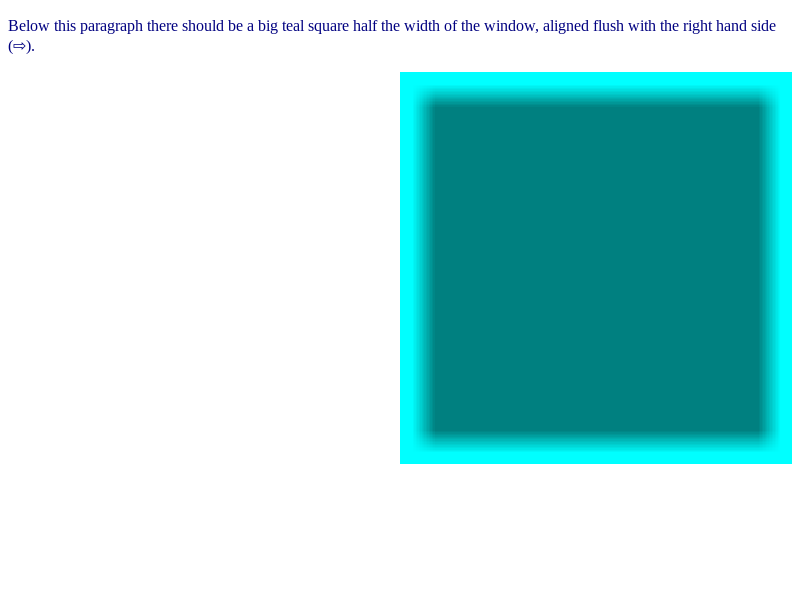 Below this paragraph there should be a big teal square half the width of the window, aligned flush with the right hand side
(⇨).